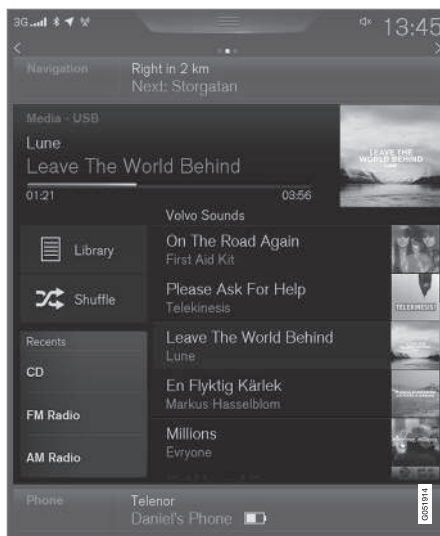 3G
13:45
Navigation
Right in 2 km
Next: Storgatan
Media - USB
Lune
Leave The World Behind
01:21
03:56
LEAVE THE
WORLD BEHIND
LUNE
Volvo Sounds
Library
Shuffle
On The Road Again
First Aid Kit
Please Ask For Help
Telekinesis
TELEKINESIS!
Leave The World Behind
Lune
En Flyktig Kärlek
Markus Hasselblom
Millions
Evryone
Recents
CD
FM Radio
AM Radio
Phone
Telenor
Daniel's Phone
G051914